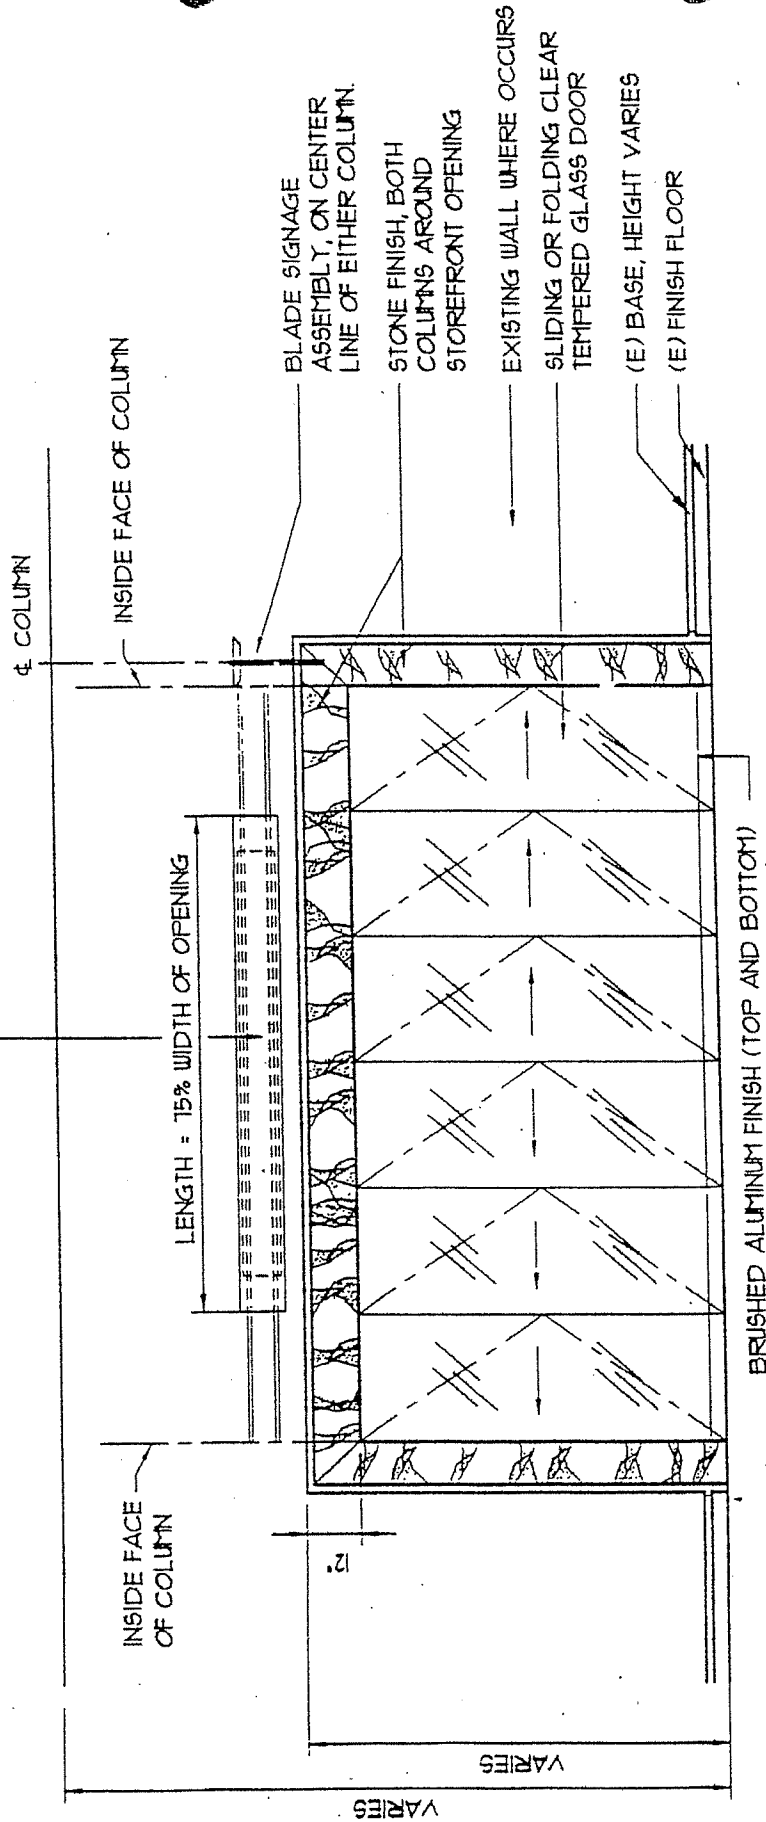 ℄ COLUMN
INSIDE FACE OF COLUMN
BLADE SIGNAGE
ASSEMBLY, ON CENTER
LINE OF EITHER COLUMN.
STONE FINISH, BOTH
COLUMNS AROUND
STOREFRONT OPENING
EXISTING WALL WHERE OCCURS
SLIDING OR FOLDING CLEAR
TEMPERED GLASS DOOR
(E) BASE, HEIGHT VARIES
(E) FINISH FLOOR
LENGTH = 75% WIDTH OF OPENING
INSIDE FACE
OF COLUMN
12"
VARIES
VARIES
BRUSHED ALUMINUM FINISH (TOP AND BOTTOM)